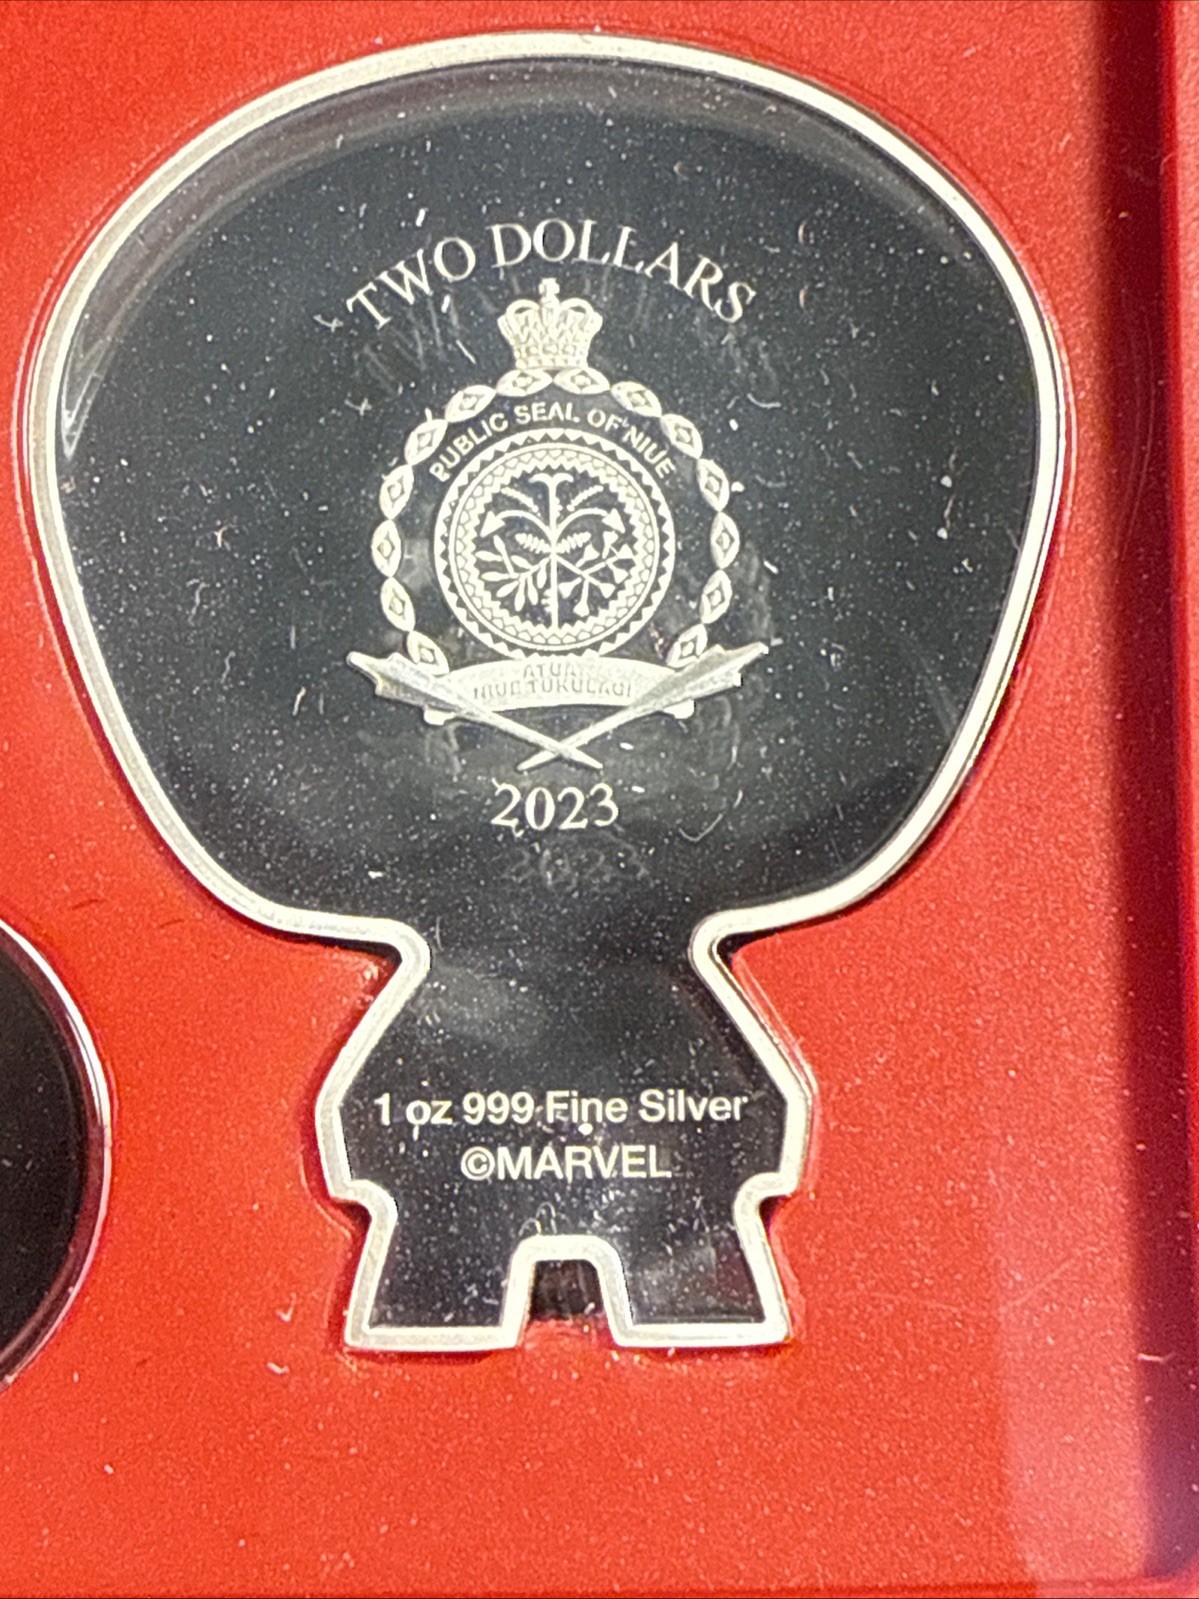 TWO DOLLARS
PUBLIC SEAL OF NIUE
ATUA
NIUE TUKULAGI
2023
1 oz 999 Fine Silver
©MARVEL